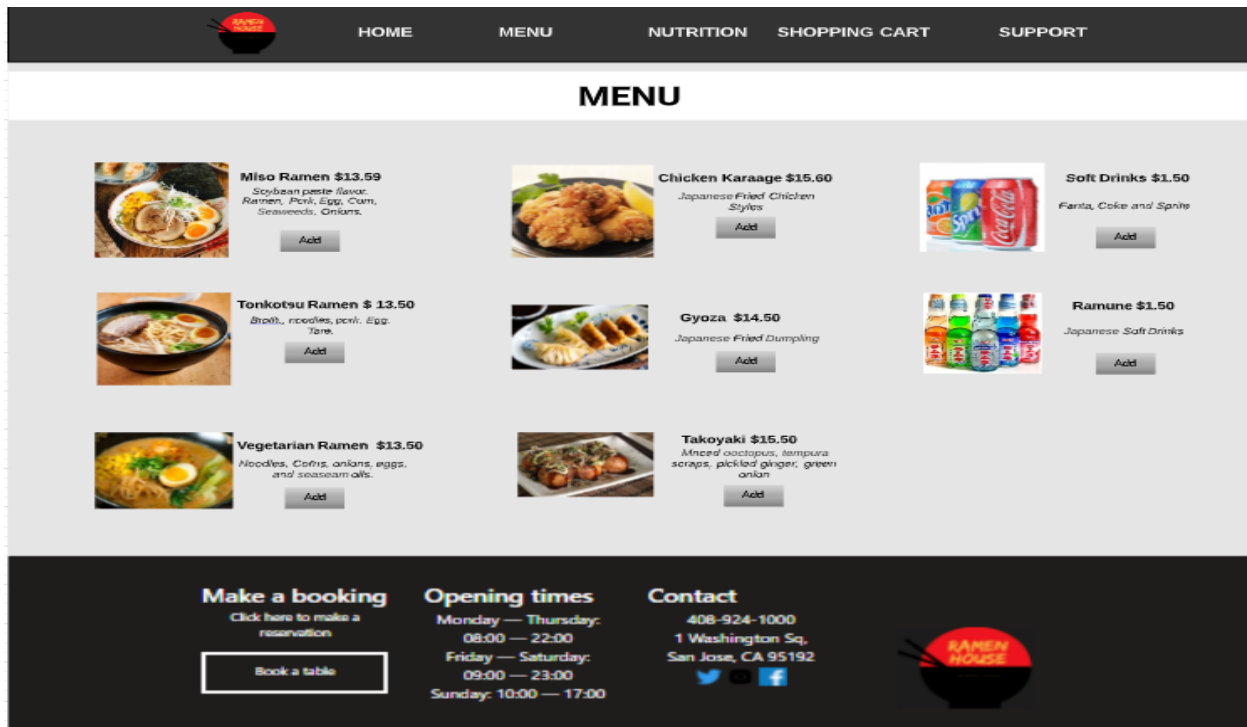 RAMEN
HOUSE
HOME
MENU
NUTRITION
SHOPPING CART
SUPPORT
MENU
Miso Ramen $13.59
Soybean paste flavor.
Ramen, Pork, Egg, Corn,
Seaweeds, Onions.
Add
Chicken Karaage $15.60
Japanese Fried Chicken
Styles
Add
Soft Drinks $1.50
Fanta, Coke and Sprite
Add
Tonkotsu Ramen $ 13.50
Broth, noodles, pork. Egg.
Tare.
Add
Gyoza $14.50
Japanese Fried Dumpling
Add
Ramune $1.50
Japanese Soft Drinks
Add
Vegetarian Ramen $13.50
Noodles, Corns, onions, eggs,
and seaseam oils.
Add
Takoyaki $15.50
Minced ooctopus, tempura
scraps, pickled ginger, green
onion
Add
Sprite
Coca-Cola
Make a booking
Click here to make a
reservation
Book a table
Opening times
Monday — Thursday:
08:00 — 22:00
Friday — Saturday:
09:00 — 23:00
Sunday: 10:00 — 17:00
Contact
408-924-1000
1 Washington Sq,
San Jose, CA 95192
RAMEN
HOUSE